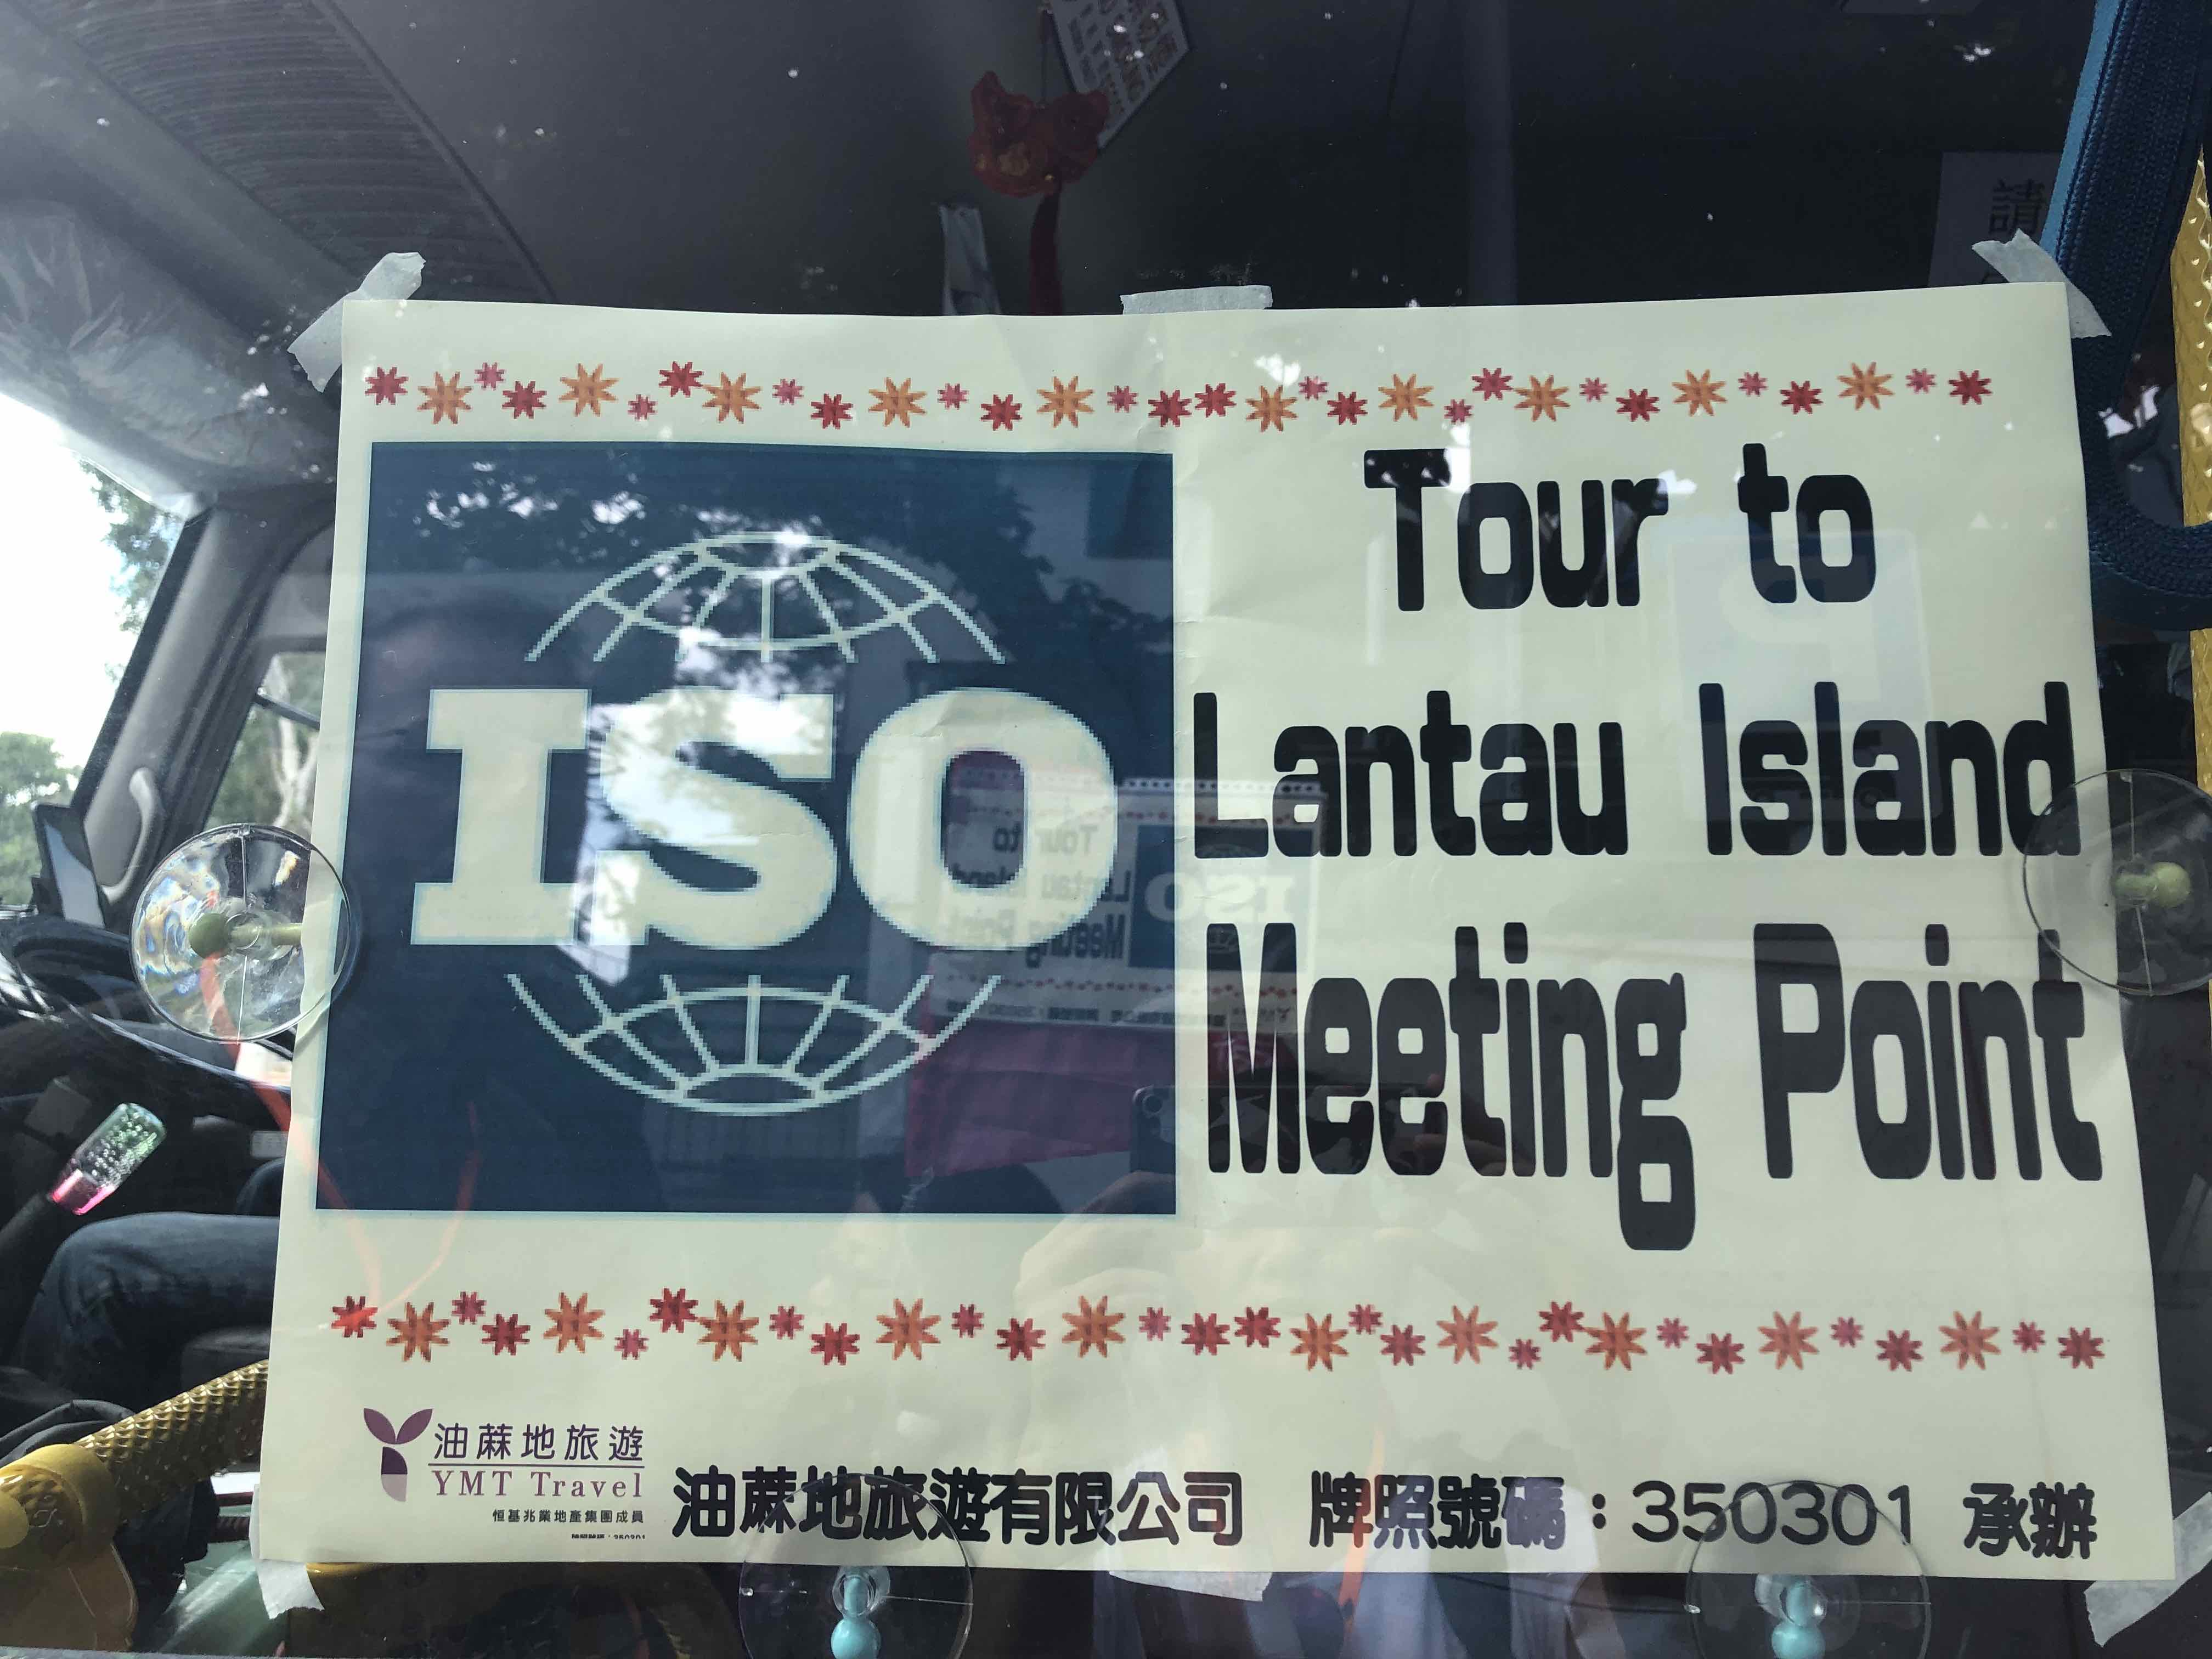 請
ISO
Tour to
Lantau Island
Meeting Point
油蔴地旅遊
YMT Travel
恒基兆業地產集團成員
油蔴地旅遊有限公司 牌照號碼：350301 承辦